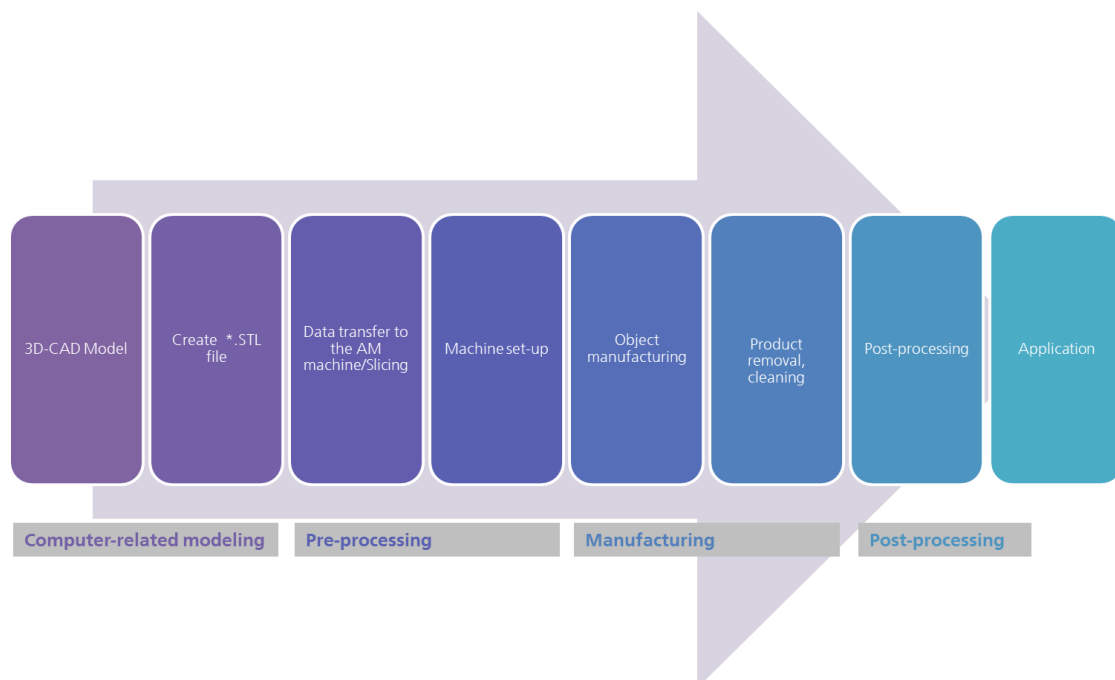 3D-CAD Model
Create *.STL
file
Data transfer to
the AM
machine/Slicing
Machine set-up
Object
manufacturing
Product
removal,
cleaning
Post-processing
Application
Computer-related modeling
Pre-processing
Manufacturing
Post-processing